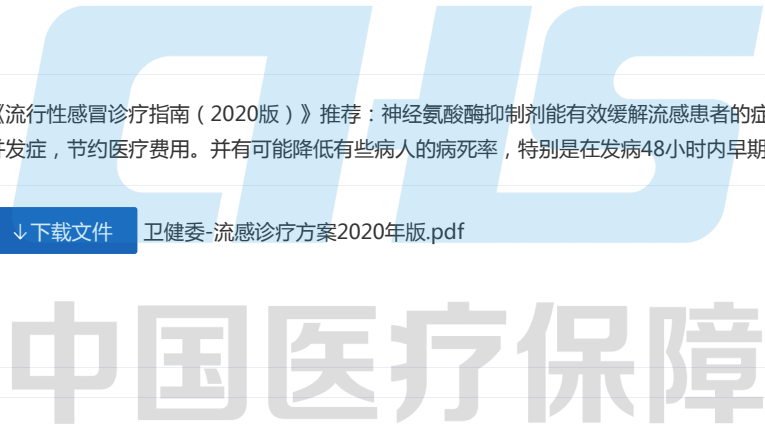 《流行性感冒诊疗指南（2020版）》推荐：神经氨酸酶抑制剂能有效缓解流感患者的症
并发症，节约医疗费用。并有可能降低有些病人的病死率，特别是在发病48小时内早期
↓下载文件 卫健委-流感诊疗方案2020年版.pdf
中国医疗保障